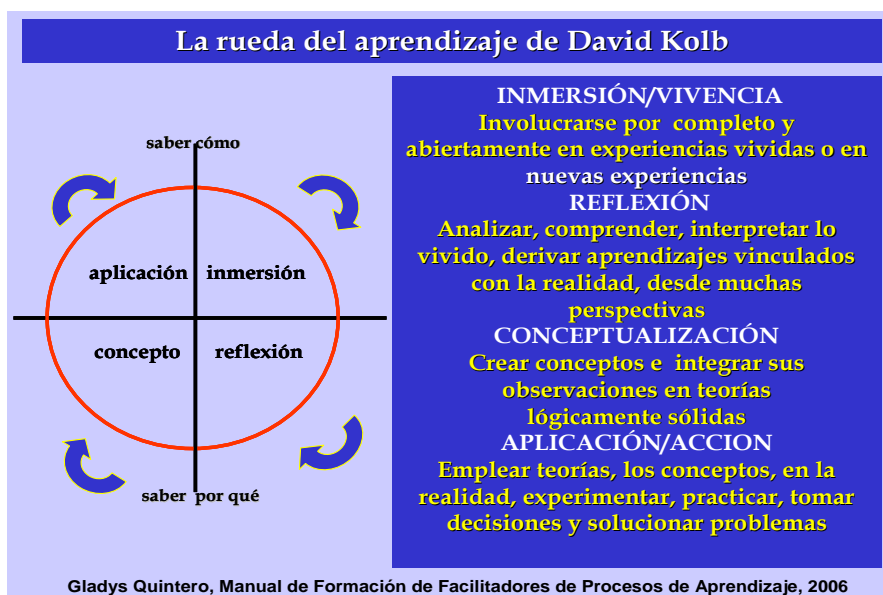 La rueda del aprendizaje de David Kolb
saber cómo
aplicación inmersión
concepto reflexión
saber por qué
INMERSIÓN/VIVENCIA
Involucrarse por completo y
abiertamente en experiencias vividas o en
nuevas experiencias
REFLEXIÓN
Analizar, comprender, interpretar lo
vivido, derivar aprendizajes vinculados
con la realidad, desde muchas
perspectivas
CONCEPTUALIZACIÓN
Crear conceptos e integrar sus
observaciones en teorías
lógicamente sólidas
APLICACIÓN/ACCION
Emplear teorías, los conceptos, en la
realidad, experimentar, practicar, tomar
decisiones y solucionar problemas
Gladys Quintero, Manual de Formación de Facilitadores de Procesos de Aprendizaje, 2006